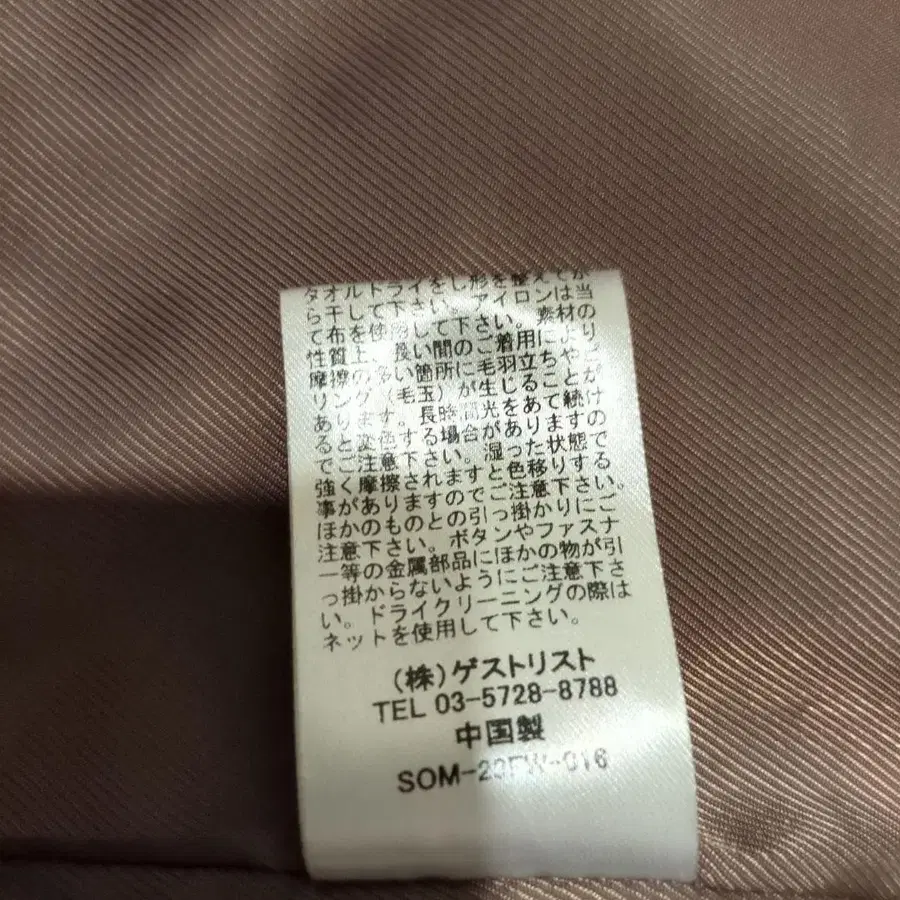 タオルドライをし形を整えてか
ら干して下さい。アイロンは当
て布を使用して下さい。素材の
性質上、長い間のご着用により
摩擦の多い箇所に毛羽立ちやピ
リング(毛玉)が生じることが
あります。長時間光をあて続け
ると変色する場合がありますの
でご注意下さい。湿った状態で
強く摩擦されますと色移りする
事がありますのでご注意下さい。
ほかのものとの引っ掛かりにご
注意下さい。ボタンやファスナ
ー等の金属部品にほかの物が引
っ掛からないようにご注意下さ
い。ドライクリーニングの際は
ネットを使用して下さい。
(株)ゲストリスト
TEL 03-5728-8788
中国製
SOM-23FW-016